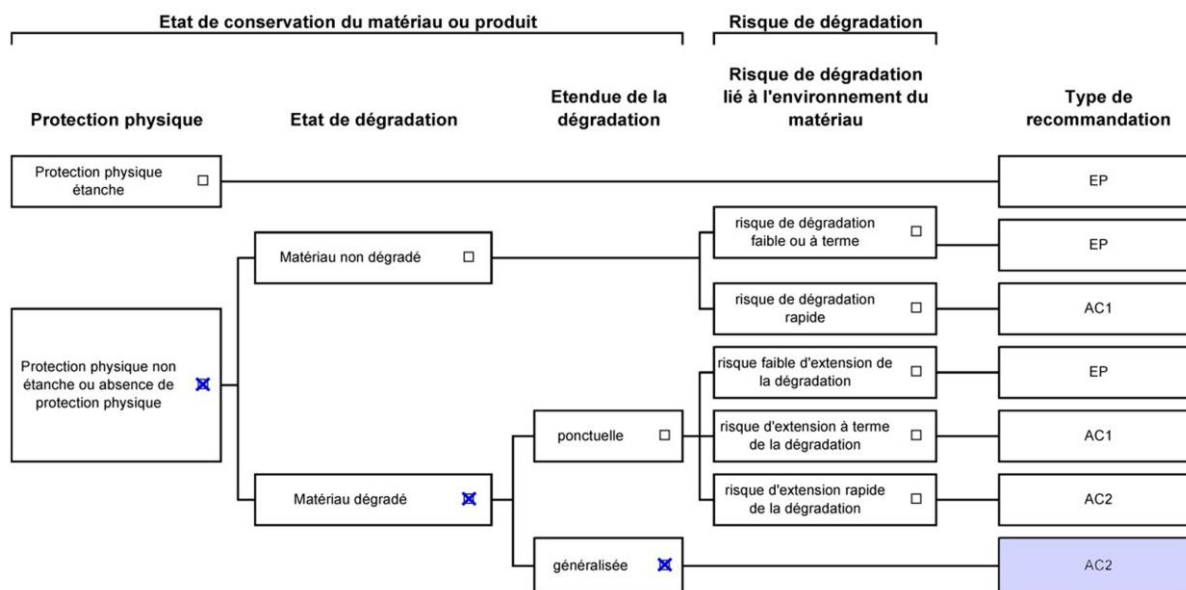 Etat de conservation du matériau ou produit
Risque de dégradation
Protection physique
Etat de dégradation
Etendue de la
dégradation
Risque de dégradation
lié à l'environnement du
matériau
Type de
recommandation
Protection physique
étanche
EP
Protection physique non
étanche ou absence de
protection physique
Matériau non dégradé
risque de dégradation
faible ou à terme
EP
risque de dégradation
rapide
AC1
Matériau dégradé
ponctuelle
risque faible d'extension de
la dégradation
EP
risque d'extension à terme
de la dégradation
AC1
risque d'extension rapide
de la dégradation
AC2
généralisée
AC2